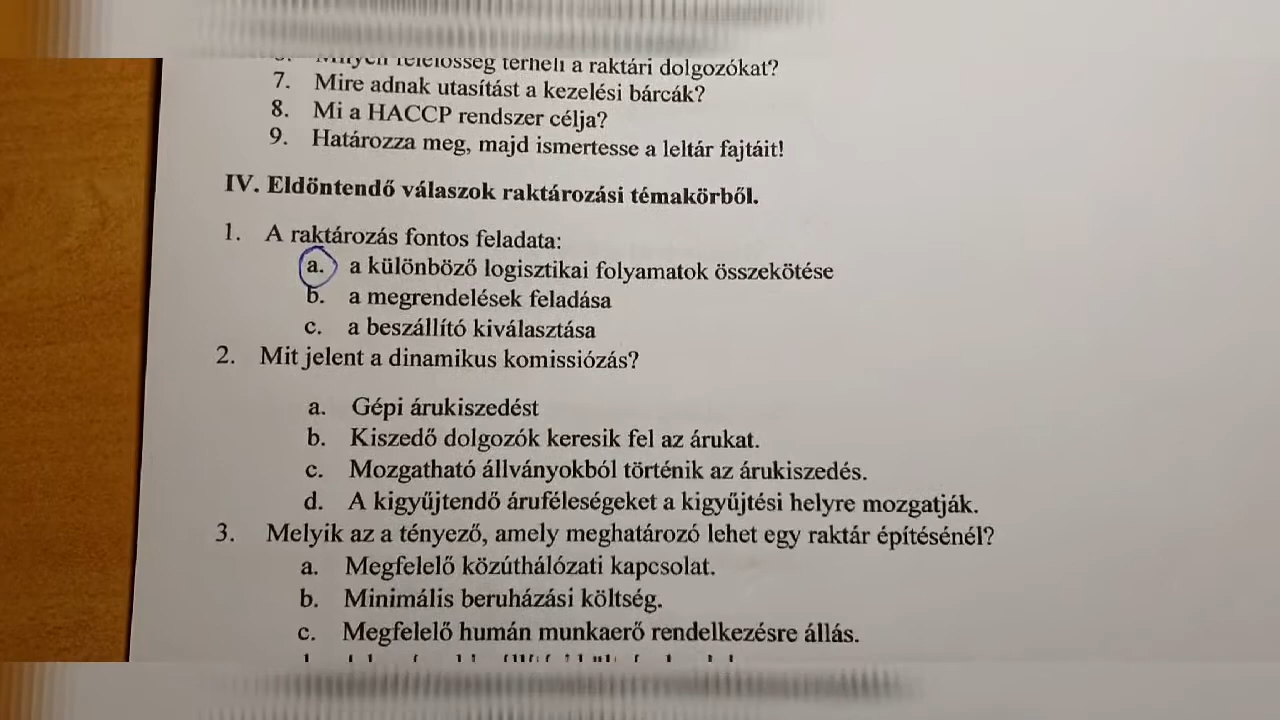 felelősség terheli a raktári dolgozókat?
7. Mire adnak utasítást a kezelési bárcák?
8. Mi a HACCP rendszer célja?
9. Határozza meg, majd ismertesse a leltár fajtáit!
IV. Eldöntendő válaszok raktározási témakörből.
1. A raktározás fontos feladata:
a. a különböző logisztikai folyamatok összekötése
b. a megrendelések feladása
c. a beszállító kiválasztása
2. Mit jelent a dinamikus komissiózás?
a. Gépi árukiszedést
b. Kiszedő dolgozók keresik fel az árukat.
c. Mozgatható állványokból történik az árukiszedés.
d. A kigyűjtendő áruféleségeket a kigyűjtési helyre mozgatják.
3. Melyik az a tényező, amely meghatározó lehet egy raktár építésénél?
a. Megfelelő közúthálózati kapcsolat.
b. Minimális beruházási költség.
c. Megfelelő humán munkaerő rendelkezésre állás.